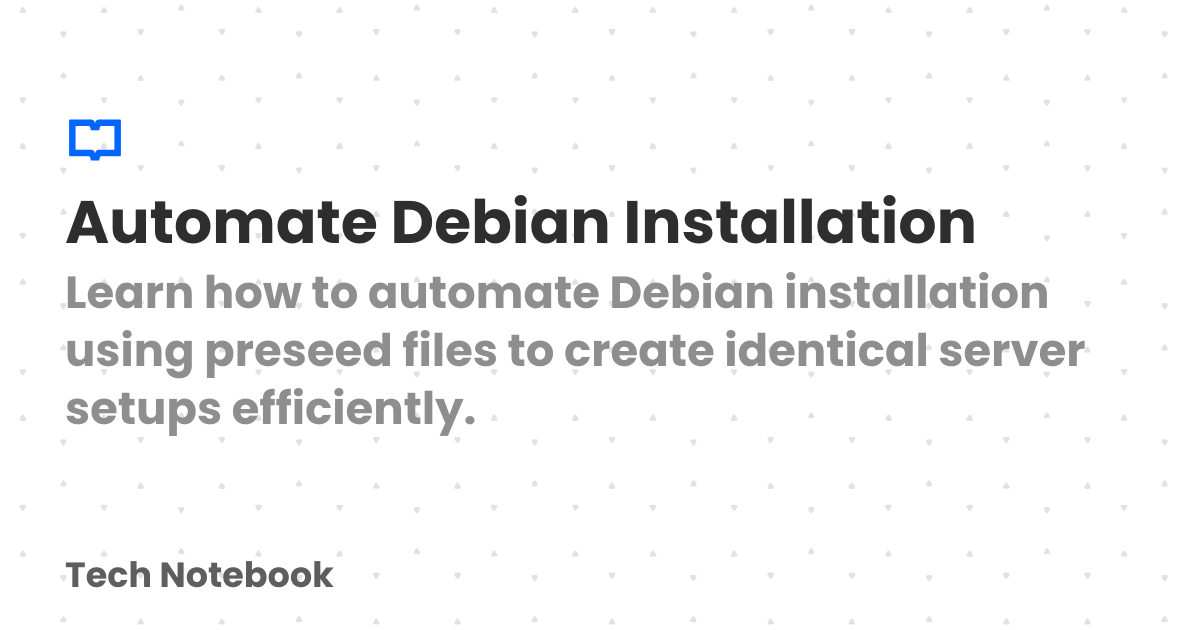 Automate Debian Installation
Learn how to automate Debian installation
using preseed files to create identical server
setups efficiently.
Tech Notebook